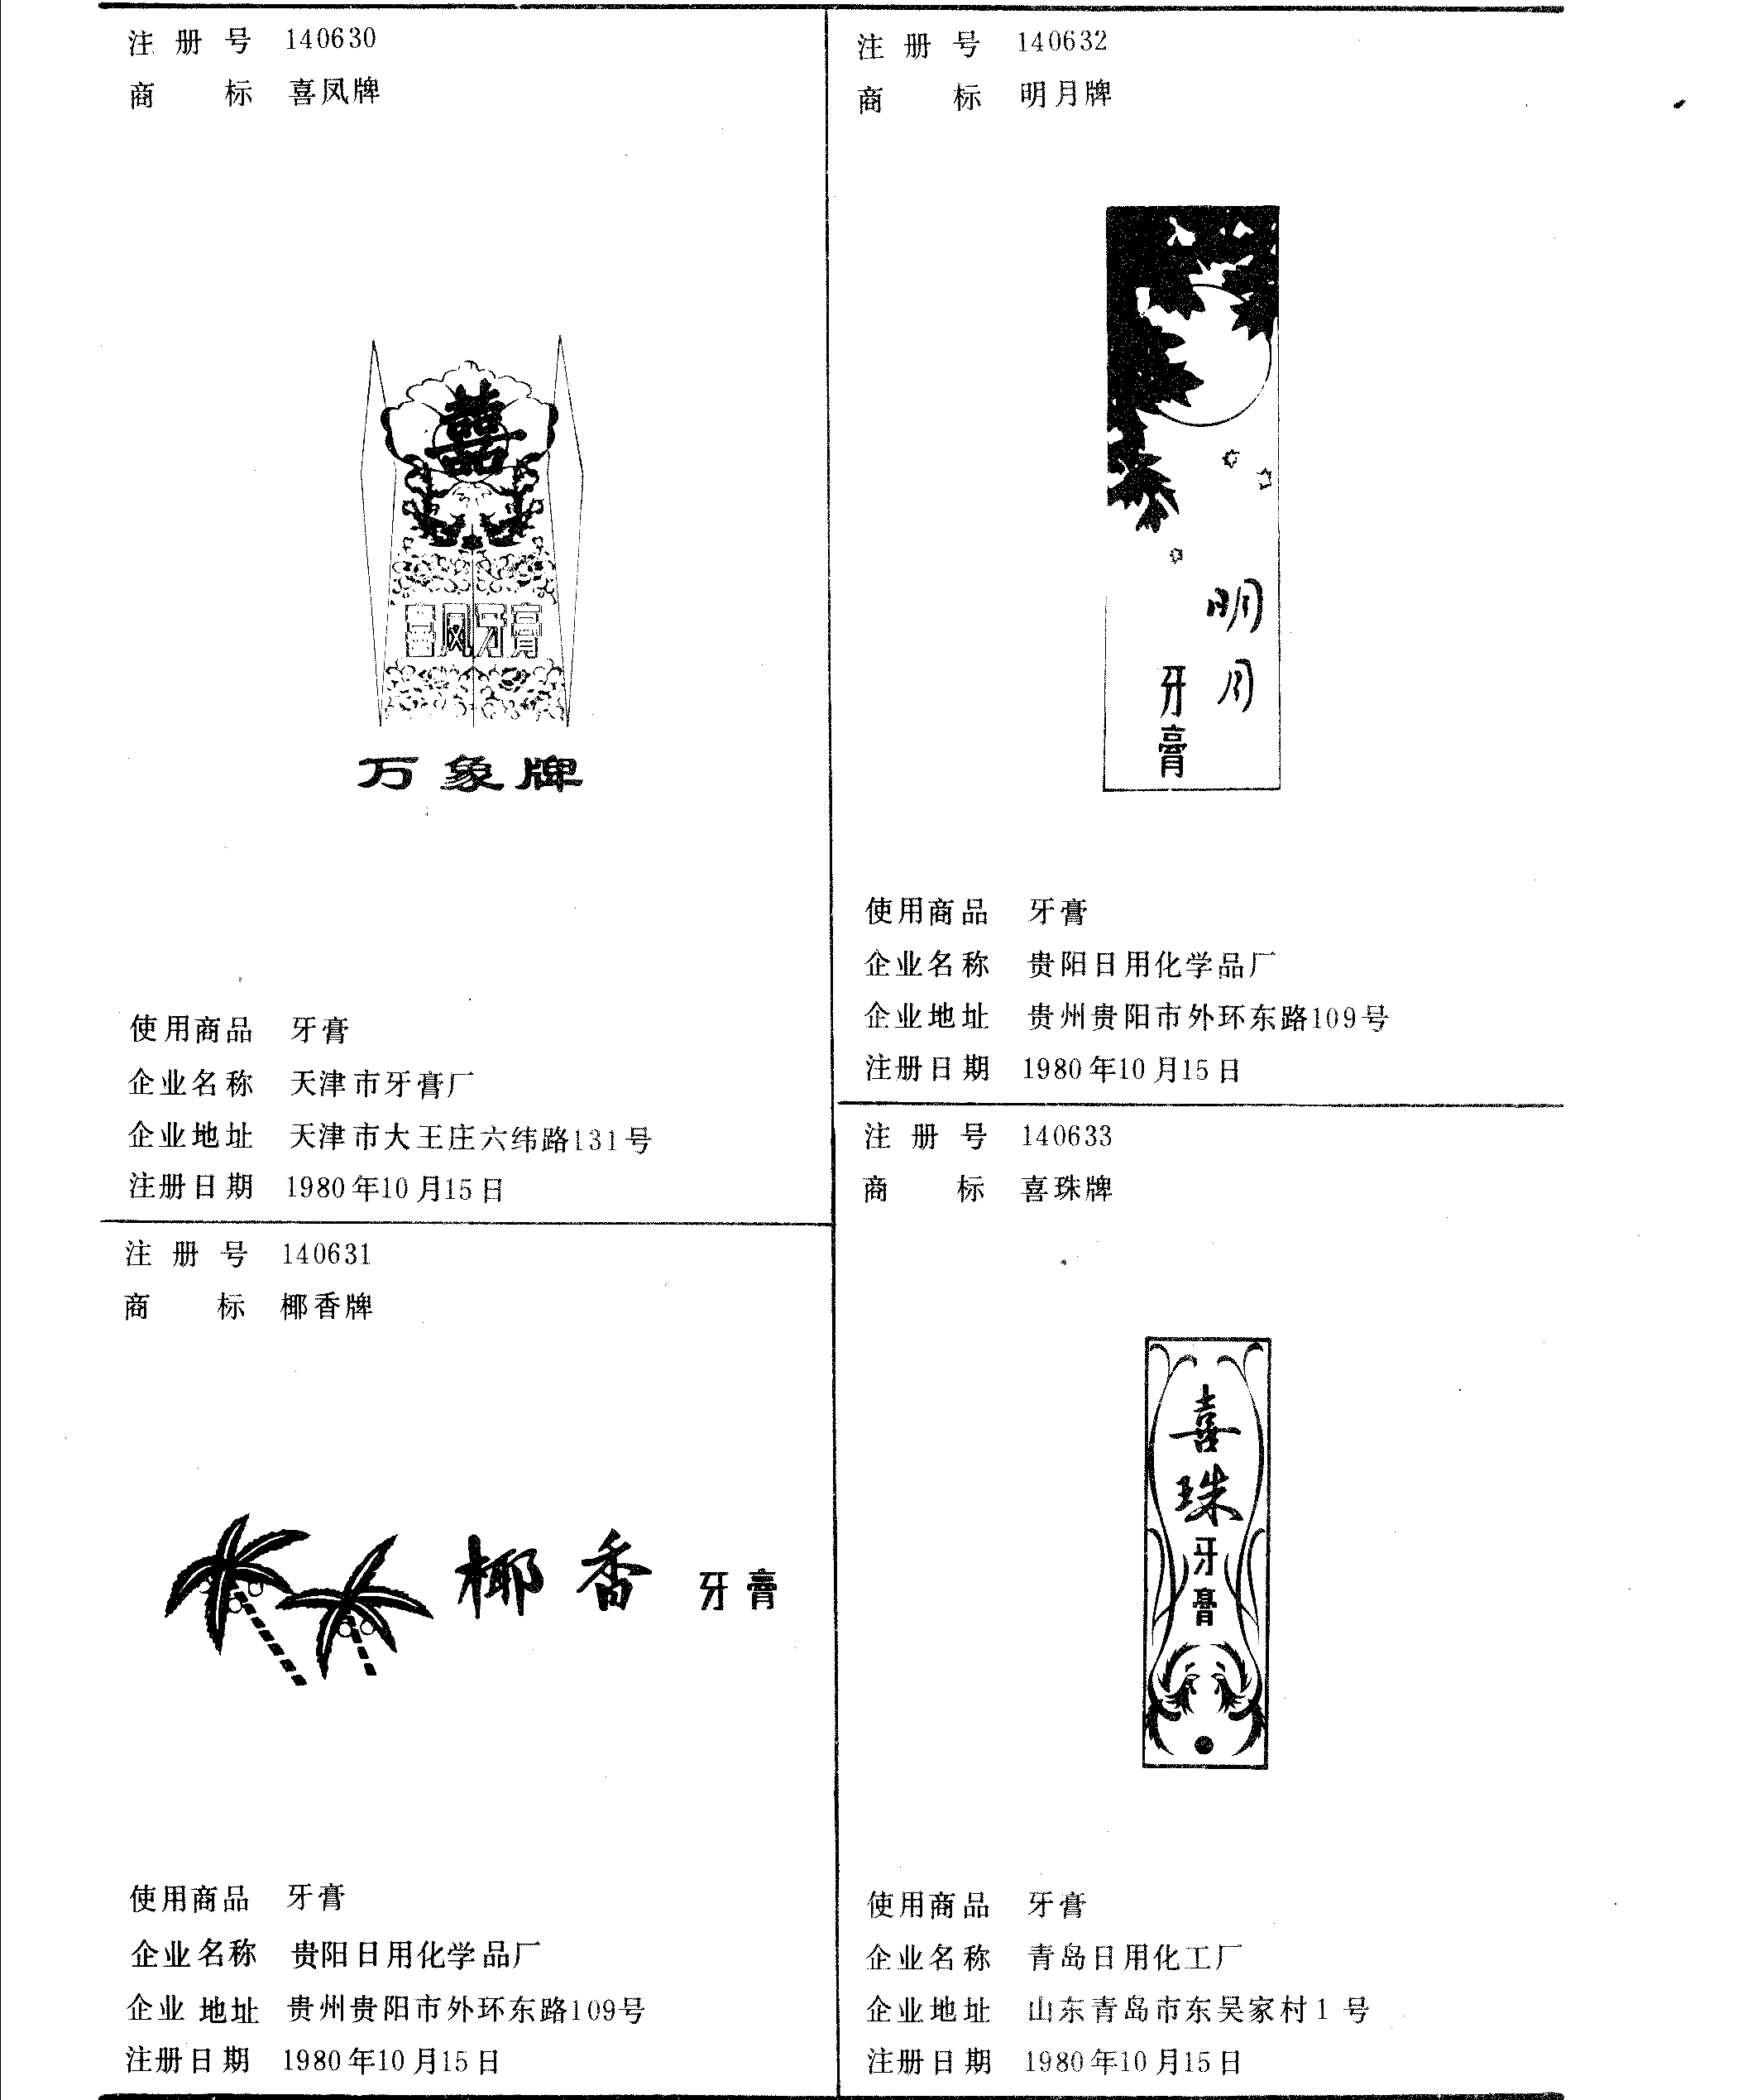 注册号 140630
商标 喜凤牌
囍
喜凤牙膏
万象牌
使用商品 牙膏
企业名称 天津市牙膏厂
企业地址 天津市大王庄六纬路131号
注册日期 1980年10月15日
注册号 140631
商标 椰香牌
椰香 牙膏
使用商品 牙膏
企业名称 贵阳日用化学品厂
企业地址 贵州贵阳市外环东路109号
注册日期 1980年10月15日
注册号 140632
商标 明月牌
明月
牙膏
使用商品 牙膏
企业名称 贵阳日用化学品厂
企业地址 贵州贵阳市外环东路109号
注册日期 1980年10月15日
注册号 140633
商标 喜珠牌
喜珠牙膏
使用商品 牙膏
企业名称 青岛日用化工厂
企业地址 山东青岛市东吴家村1号
注册日期 1980年10月15日